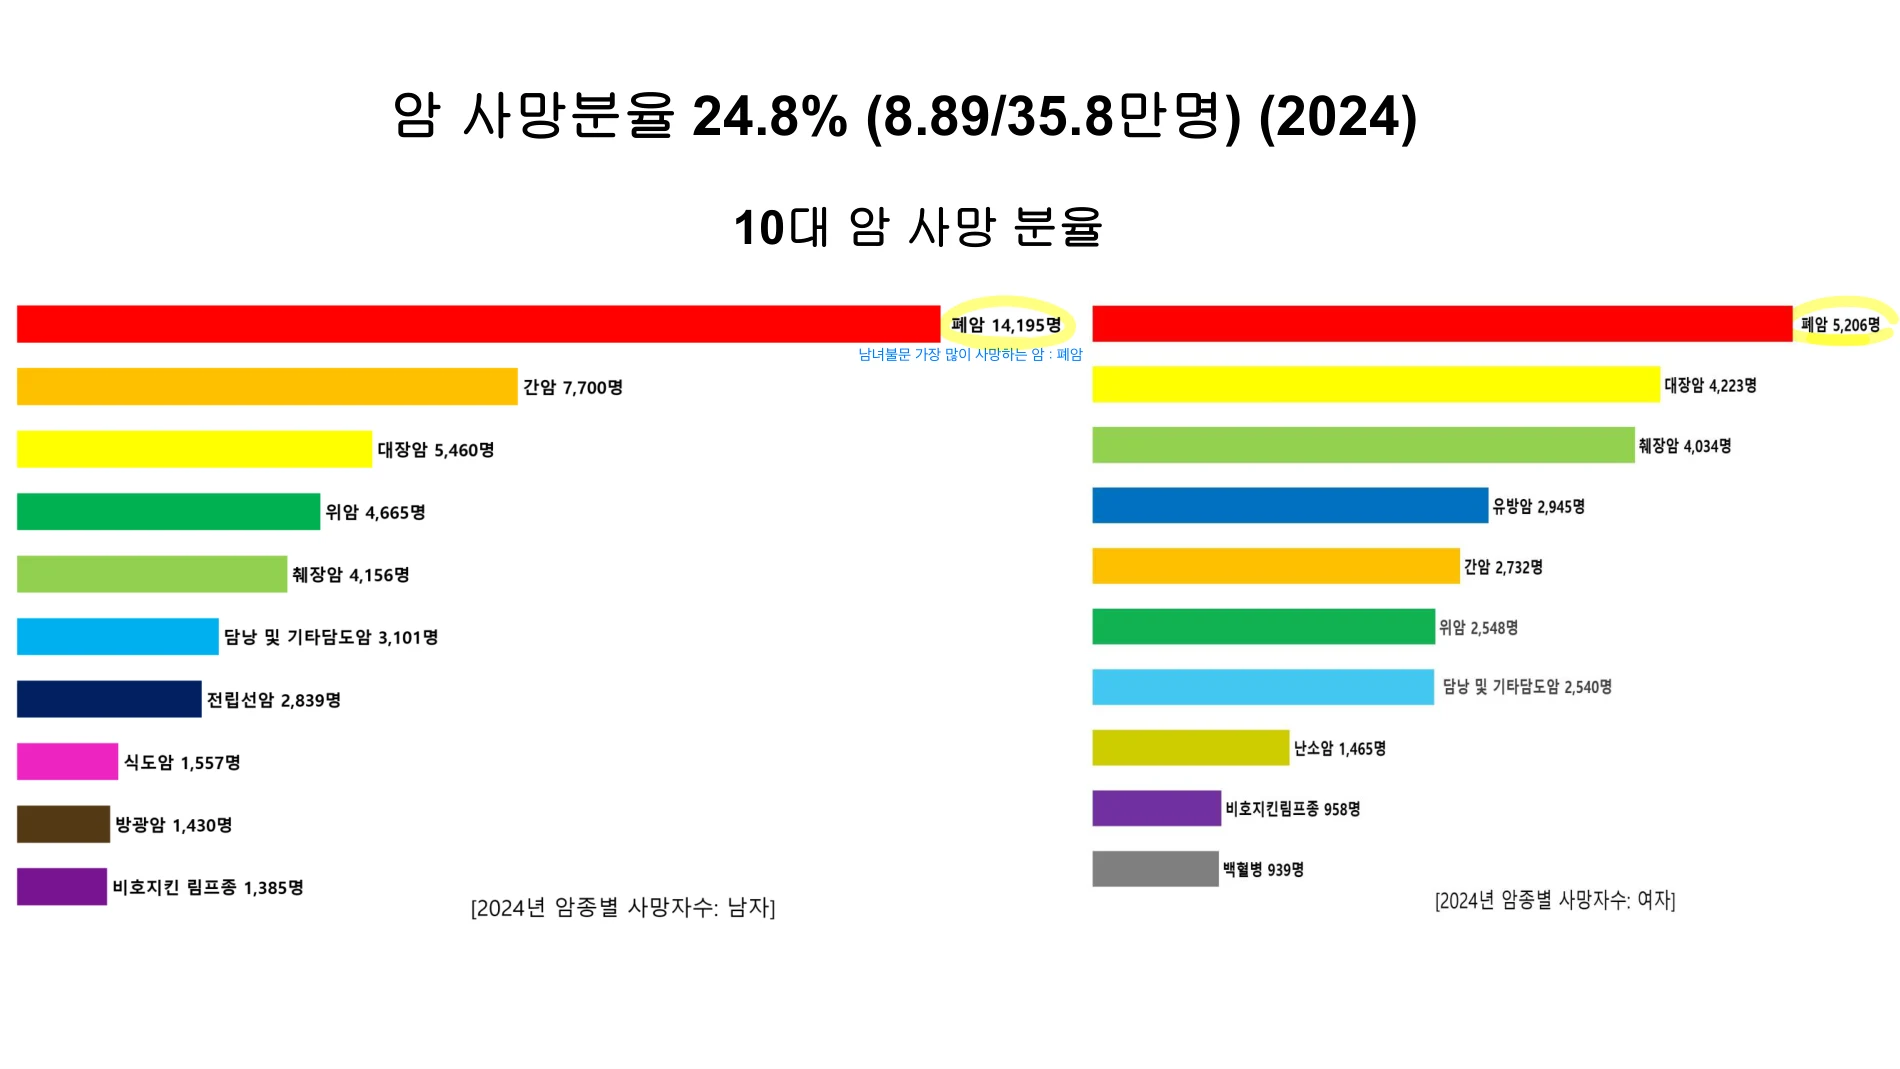 암 사망분율 24.8% (8.89/35.8만명) (2024)
10대 암 사망 분율
폐암 14,195명
남녀불문 가장 많이 사망하는 암 : 폐암
간암 7,700명
대장암 5,460명
위암 4,665명
췌장암 4,156명
담낭 및 기타담도암 3,101명
전립선암 2,839명
식도암 1,557명
방광암 1,430명
비호지킨 림프종 1,385명
[2024년 암종별 사망자수: 남자]
폐암 5,206명
대장암 4,223명
췌장암 4,034명
유방암 2,945명
간암 2,732명
위암 2,548명
담낭 및 기타담도암 2,540명
난소암 1,465명
비호지킨림프종 958명
백혈병 939명
[2024년 암종별 사망자수: 여자]